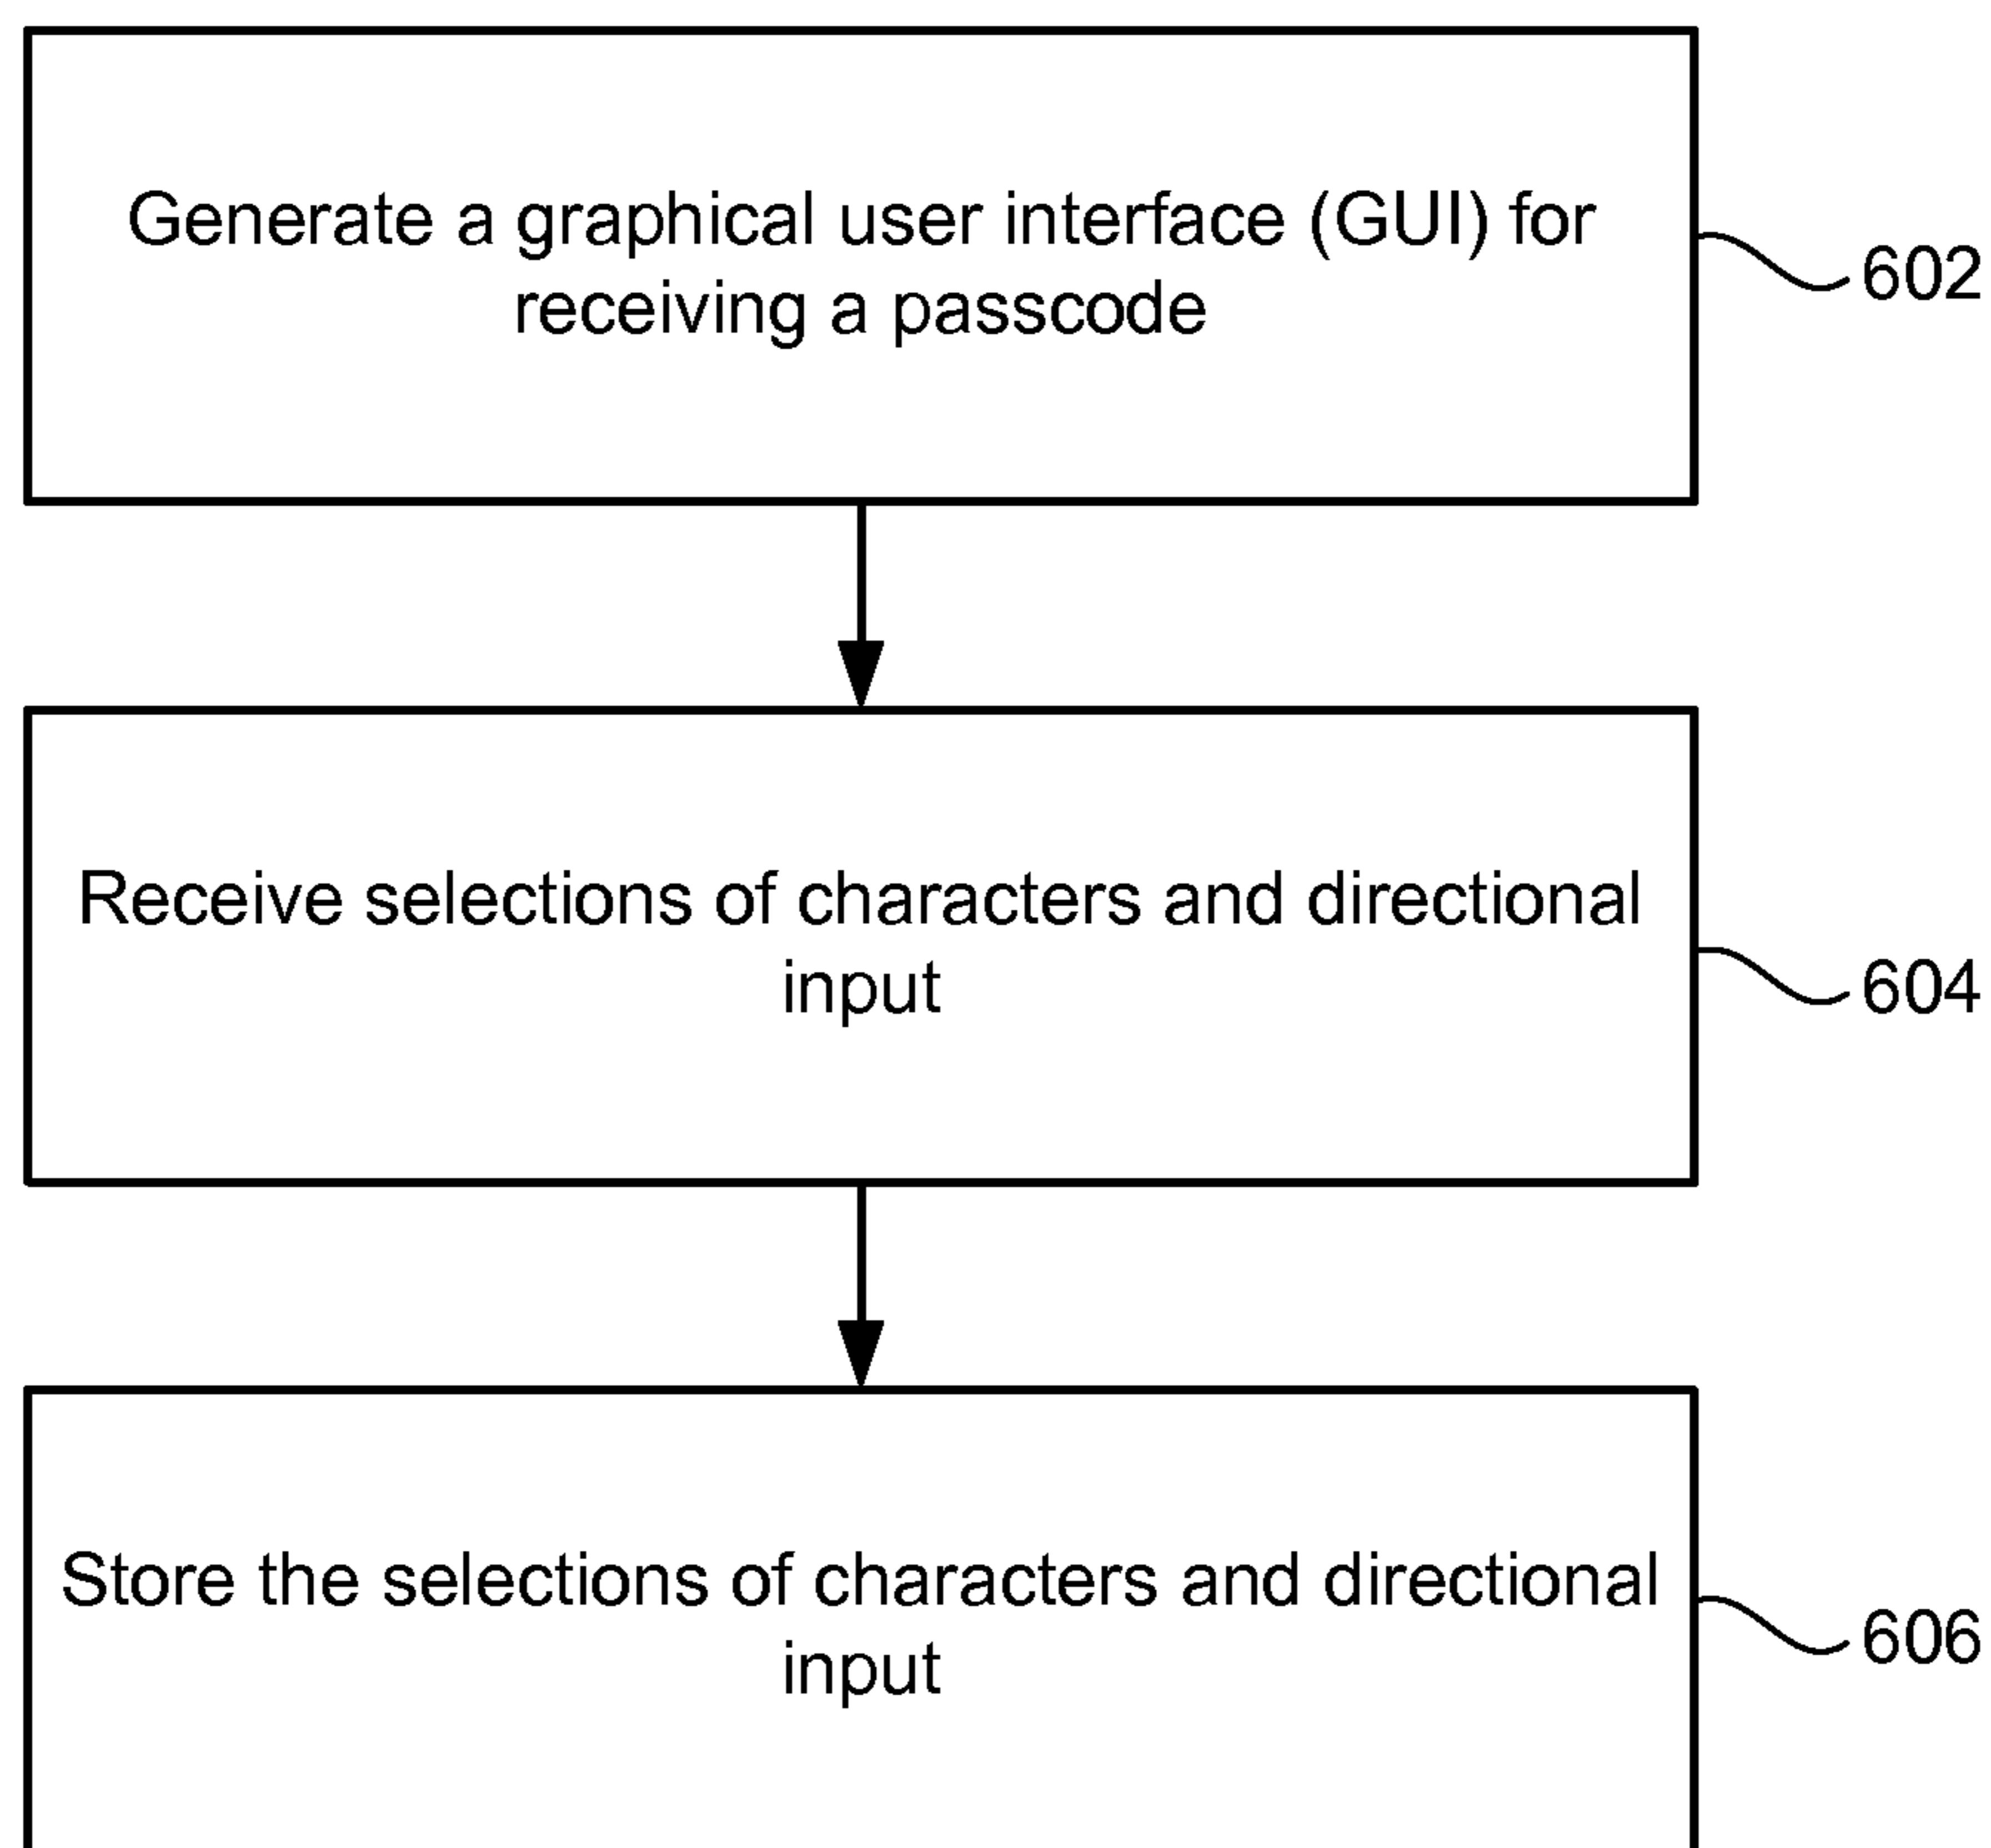 Generate a graphical user interface (GUI) for
receiving a passcode
602
Receive selections of characters and directional
input
604
Store the selections of characters and directional
input
606